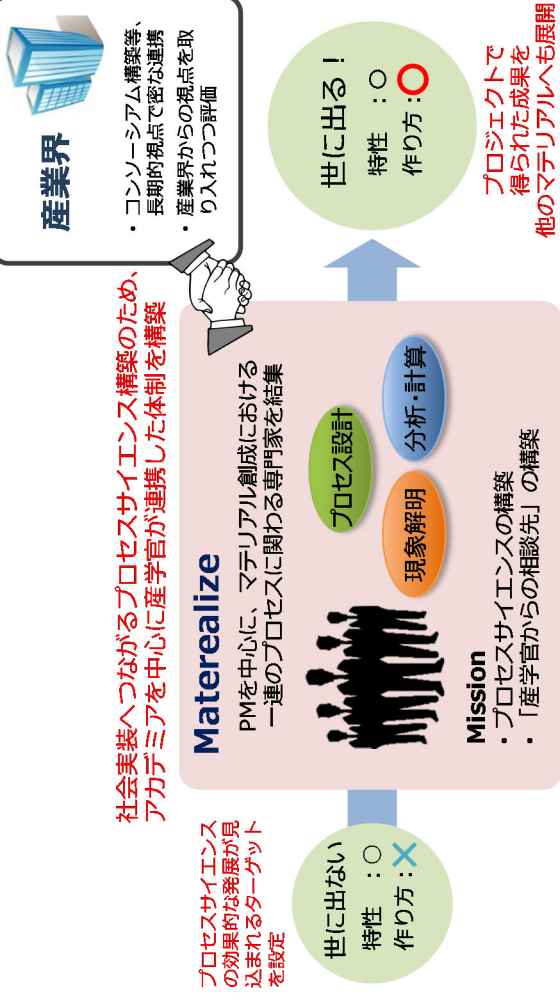 社会実装へつながるプロセスサイエンス構築のため、
アカデミアを中心に産学官が連携した体制を構築
産業界
・コンソーシアム構築等、
長期的視点で密な連携
・産業界からの視点を取
り入れつつ評価
プロセスサイエンス
の効果的な発展が見
込まれるターゲット
を設定
世に出ない
特性 :○
作り方:×
Materealize
PMを中心に、マテリアル創成における
一連のプロセスに関わる専門家を結集
プロセス設計
現象解明
分析・計算
Mission
・プロセスサイエンスの構築
・「産学官からの相談先」の構築
世に出る!
特性 :○
作り方:○
プロジェクトで
得られた成果を
他のマテリアルへも展開